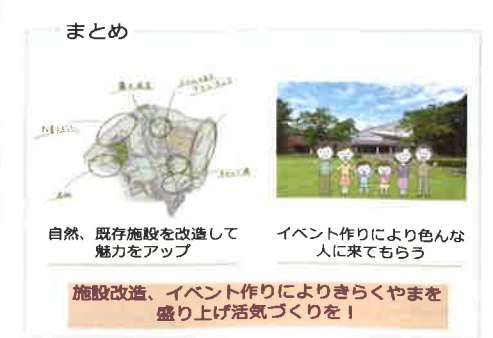 まとめ
自然、既存施設を改造して
魅力をアップ
イベント作りにより色んな
人に来てもらう
施設改造、イベント作りによりきらくやまを
盛り上げ活気づくりを！